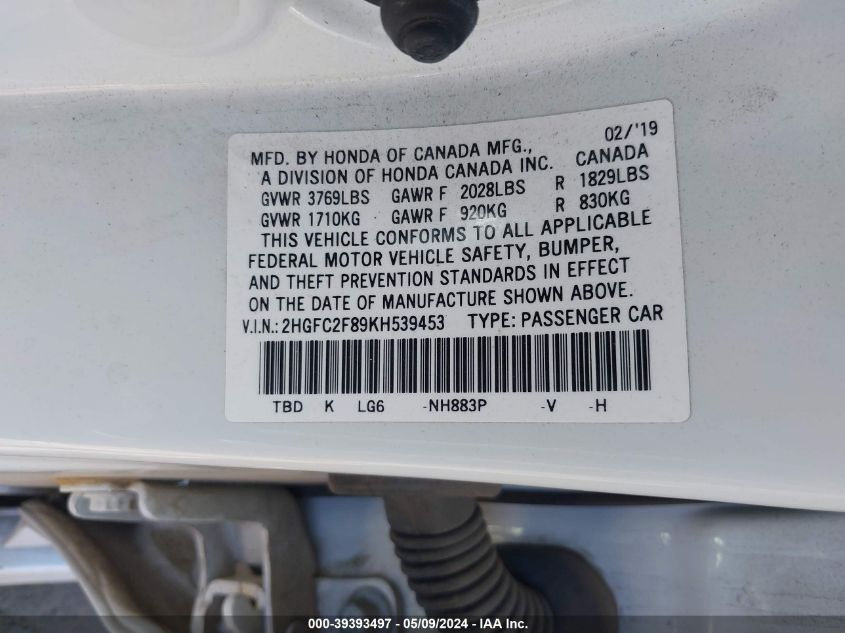 02/'19
MFD. BY HONDA OF CANADA MFG.,
A DIVISION OF HONDA CANADA INC. CANADA
GVWR 3769LBS GAWR F 2028LBS R 1829LBS
GVWR 1710KG GAWR F 920KG R 830KG
THIS VEHICLE CONFORMS TO ALL APPLICABLE
FEDERAL MOTOR VEHICLE SAFETY, BUMPER,
AND THEFT PREVENTION STANDARDS IN EFFECT
ON THE DATE OF MANUFACTURE SHOWN ABOVE.
V.I.N.: 2HGFC2F89KH539453 TYPE: PASSENGER CAR
TBD K LG6 -NH883P -V -H
000-39393497 - 05/09/2024 - IAA Inc.